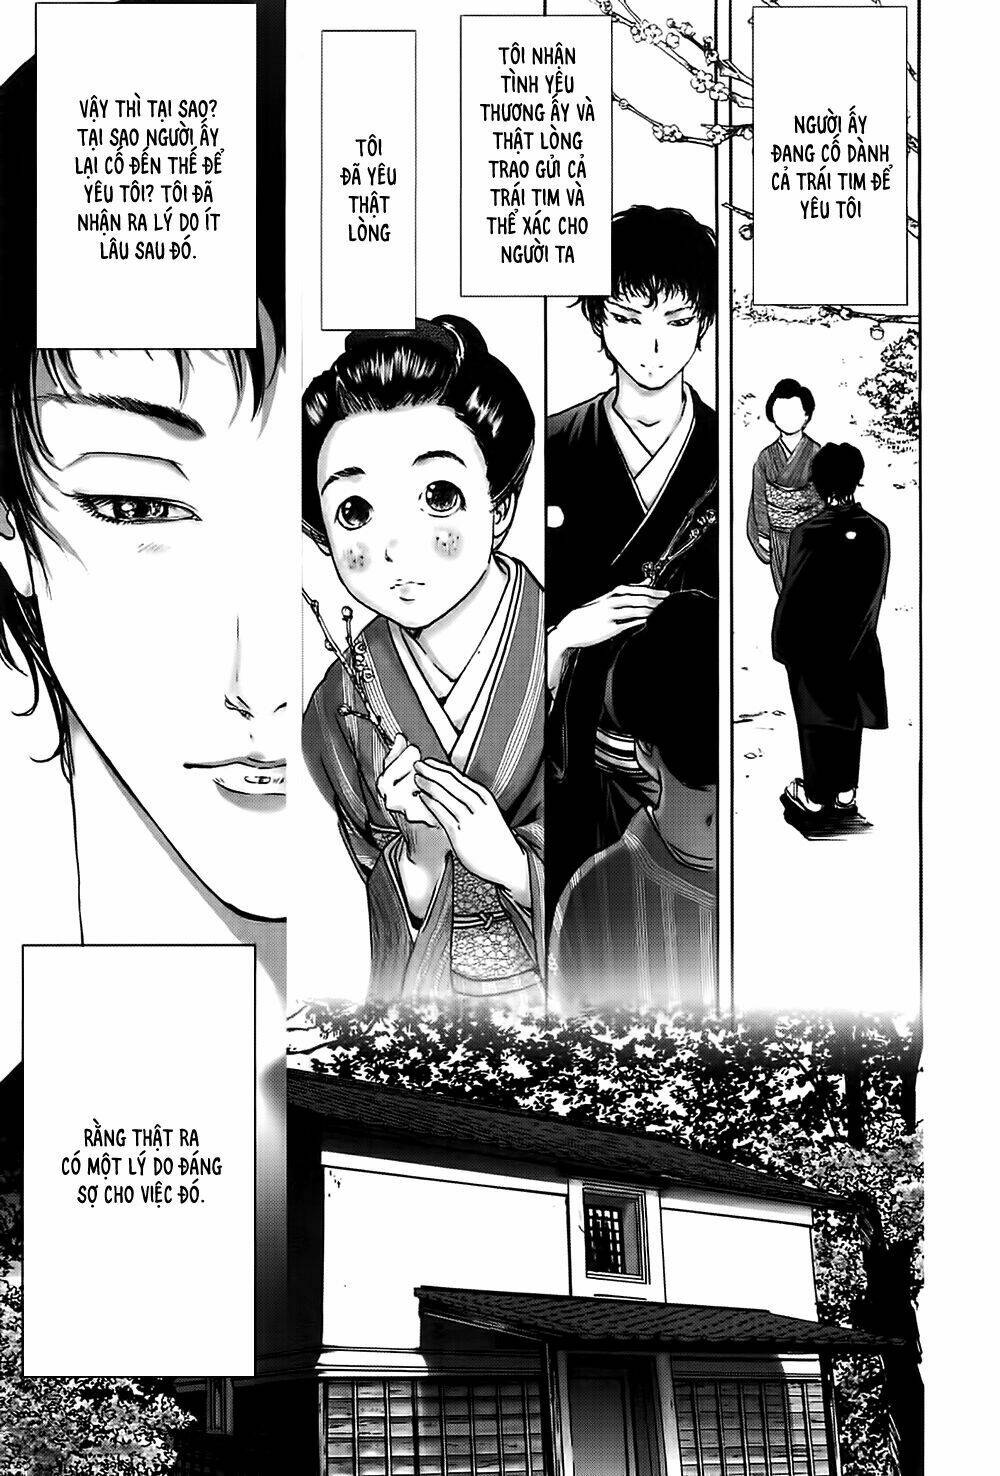 NGƯỜI ẤY
ĐANG CỐ DÀNH
CẢ TRÁI TIM ĐỂ
YÊU TÔI
TÔI NHẬN
TÌNH YÊU
THƯƠNG ẤY VÀ
THẬT LÒNG
TRAO GỬI CẢ
TRÁI TIM VÀ
THỂ XÁC CHO
NGƯỜI TA
TÔI
ĐÃ YÊU
THẬT
LÒNG
VẬY THÌ TẠI SAO?
TẠI SAO NGƯỜI ẤY
LẠI CỐ ĐẾN THẾ ĐỂ
YÊU TÔI? TÔI ĐÃ
NHẬN RA LÝ DO ÍT
LÂU SAU ĐÓ.
RẰNG THẬT RA
CÓ MỘT LÝ DO ĐÁNG
SỢ CHO VIỆC ĐÓ.